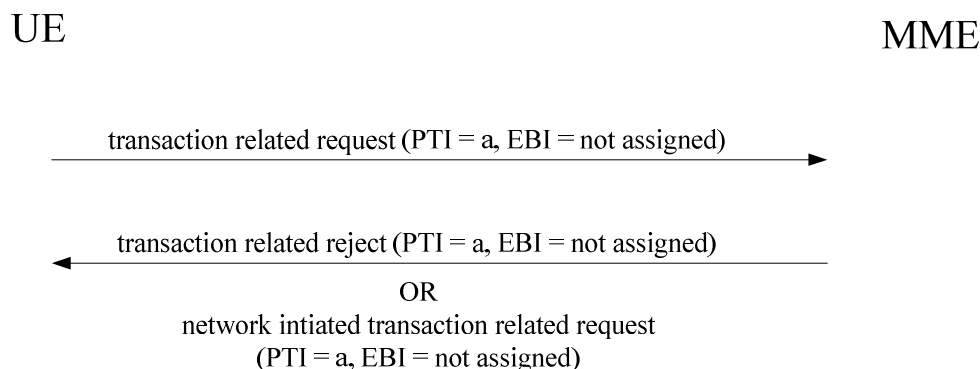 UE
MME
transaction related request (PTI = a, EBI = not assigned)
transaction related reject (PTI = a, EBI = not assigned)
OR
network intiated transaction related request
(PTI = a, EBI = not assigned)